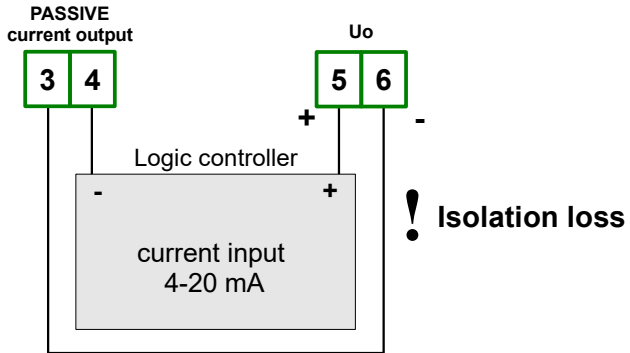 PASSIVE
current output
Uo
3 4
5 6
+ -
Logic controller
- +
! Isolation loss
current input
4-20 mA